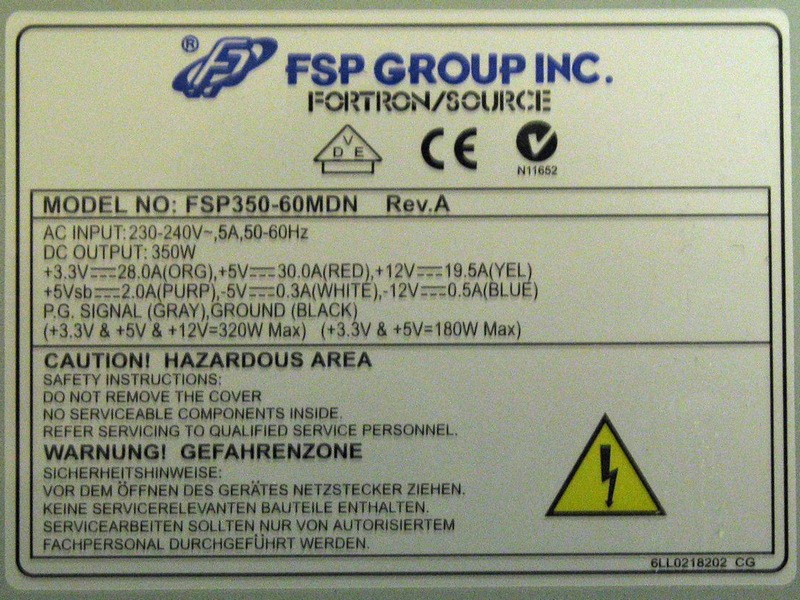 ® FSP GROUP INC.
FORTRON/SOURCE
VDE
CE
N11652
MODEL NO: FSP350-60MDN Rev.A
AC INPUT: 230-240V~,5A,50-60Hz
DC OUTPUT: 350W
+3.3V⎓28.0A(ORG),+5V⎓30.0A(RED),+12V⎓19.5A(YEL)
+5Vsb⎓2.0A(PURP),-5V⎓0.3A(WHITE),-12V⎓0.5A(BLUE)
P.G. SIGNAL (GRAY),GROUND (BLACK)
(+3.3V & +5V & +12V=320W Max) (+3.3V & +5V=180W Max)
CAUTION! HAZARDOUS AREA
SAFETY INSTRUCTIONS:
DO NOT REMOVE THE COVER
NO SERVICEABLE COMPONENTS INSIDE.
REFER SERVICING TO QUALIFIED SERVICE PERSONNEL.
WARNUNG! GEFAHRENZONE
SICHERHEITSHINWEISE:
VOR DEM ÖFFNEN DES GERÄTES NETZSTECKER ZIEHEN.
KEINE SERVICERELEVANTEN BAUTEILE ENTHALTEN.
SERVICEARBEITEN SOLLTEN NUR VON AUTORISIERTEM
FACHPERSONAL DURCHGEFÜHRT WERDEN.
6LL0218202 CG